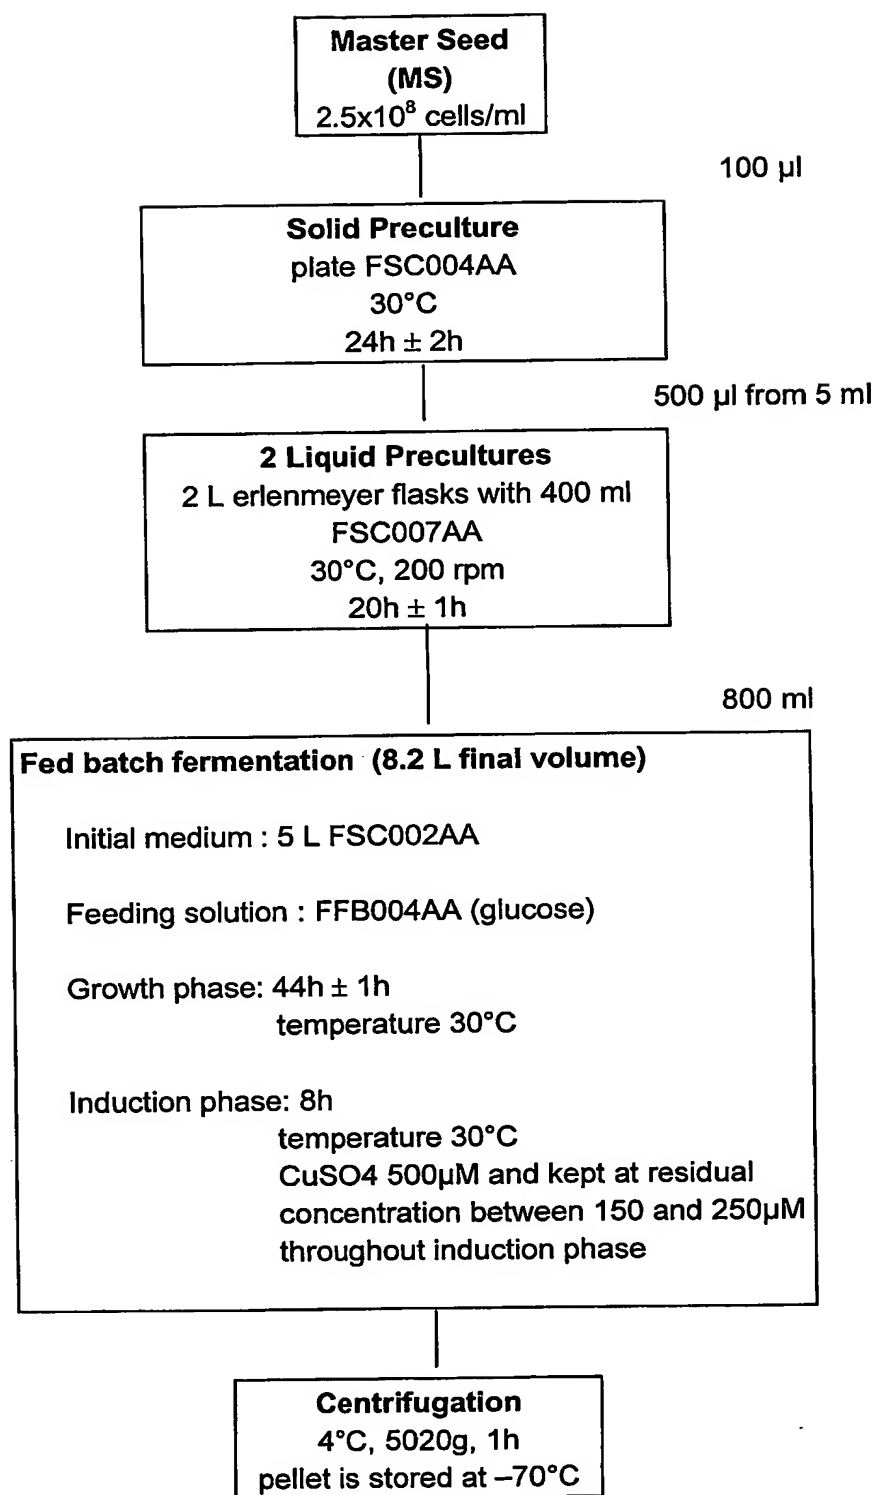 Master Seed
(MS)
2.5x10⁸ cells/ml
100 µl
Solid Preculture
plate FSC004AA
30°C
24h ± 2h
500 µl from 5 ml
2 Liquid Precultures
2 L erlenmeyer flasks with 400 ml
FSC007AA
30°C, 200 rpm
20h ± 1h
800 ml
Fed batch fermentation (8.2 L final volume)
Initial medium : 5 L FSC002AA
Feeding solution : FFB004AA (glucose)
Growth phase: 44h ± 1h
temperature 30°C
Induction phase: 8h
temperature 30°C
CuSO4 500µM and kept at residual
concentration between 150 and 250µM
throughout induction phase
Centrifugation
4°C, 5020g, 1h
pellet is stored at –70°C